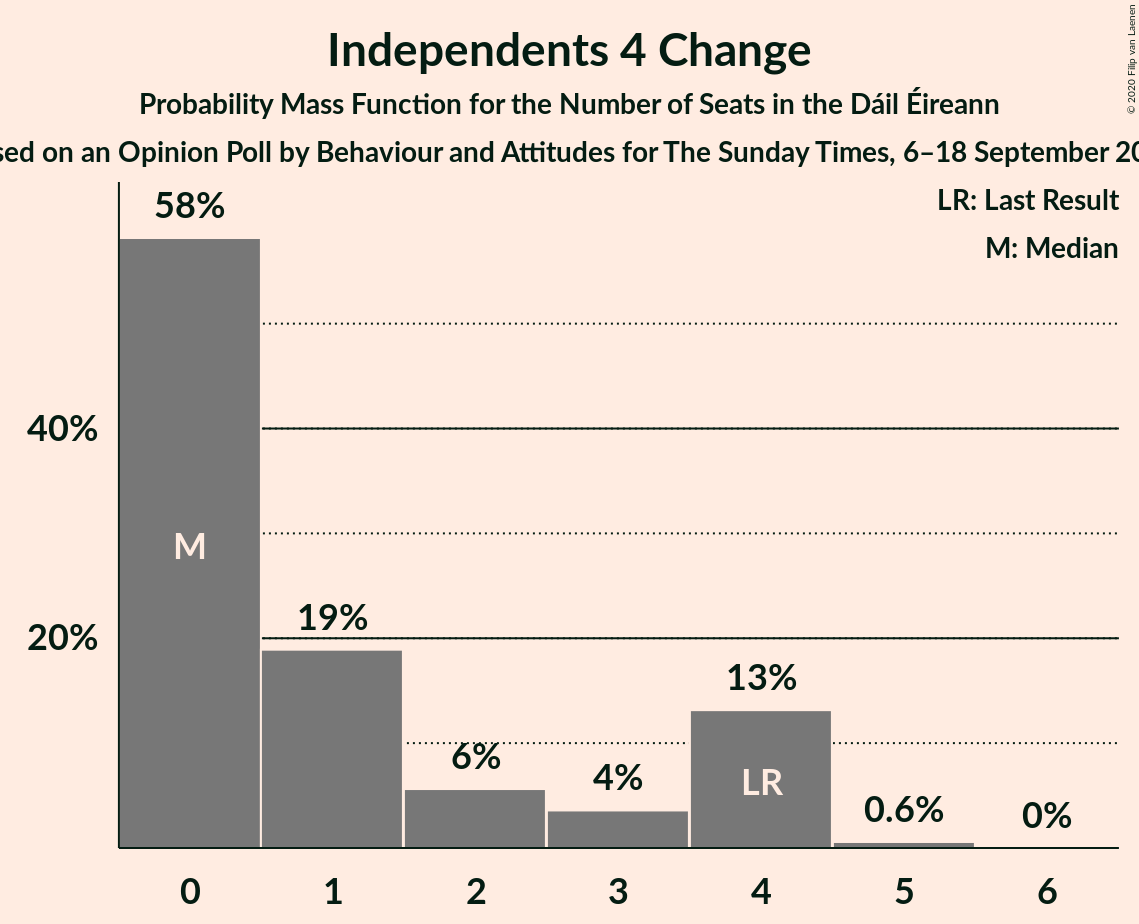 Independents 4 Change
Probability Mass Function for the Number of Seats in the Dáil Éireann
on an Opinion Poll by Behaviour and Attitudes for The Sunday Times, 6–18 September
LR: Last Result
M: Median
58%
40%
20%
M
19%
6%
4%
13%
LR
0.6%
0%
0 1 2 3 4 5 6
© 2020 Filip van Laenen